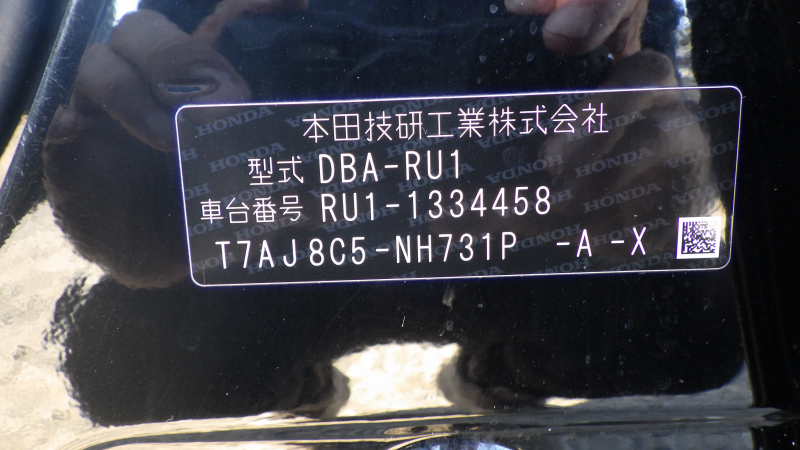 本田技研工業株式会社
型式 DBA-RU1
車台番号 RU1-1334458
T7AJ8C5-NH731P -A -X